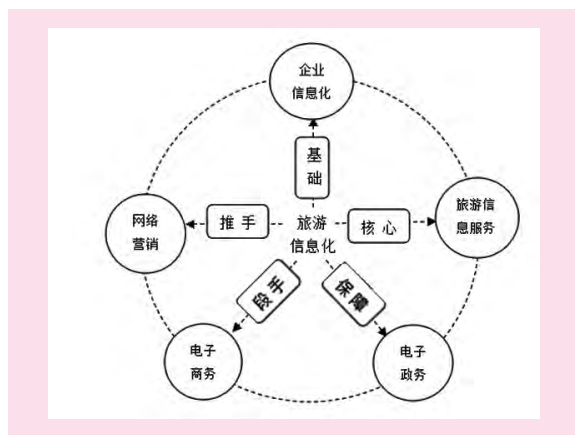 企业
信息化
基
础
网络
营销
推 手
旅游
信息化
核 心
旅游信
息服务
段 手
保 障
电子
商务
电子
政务